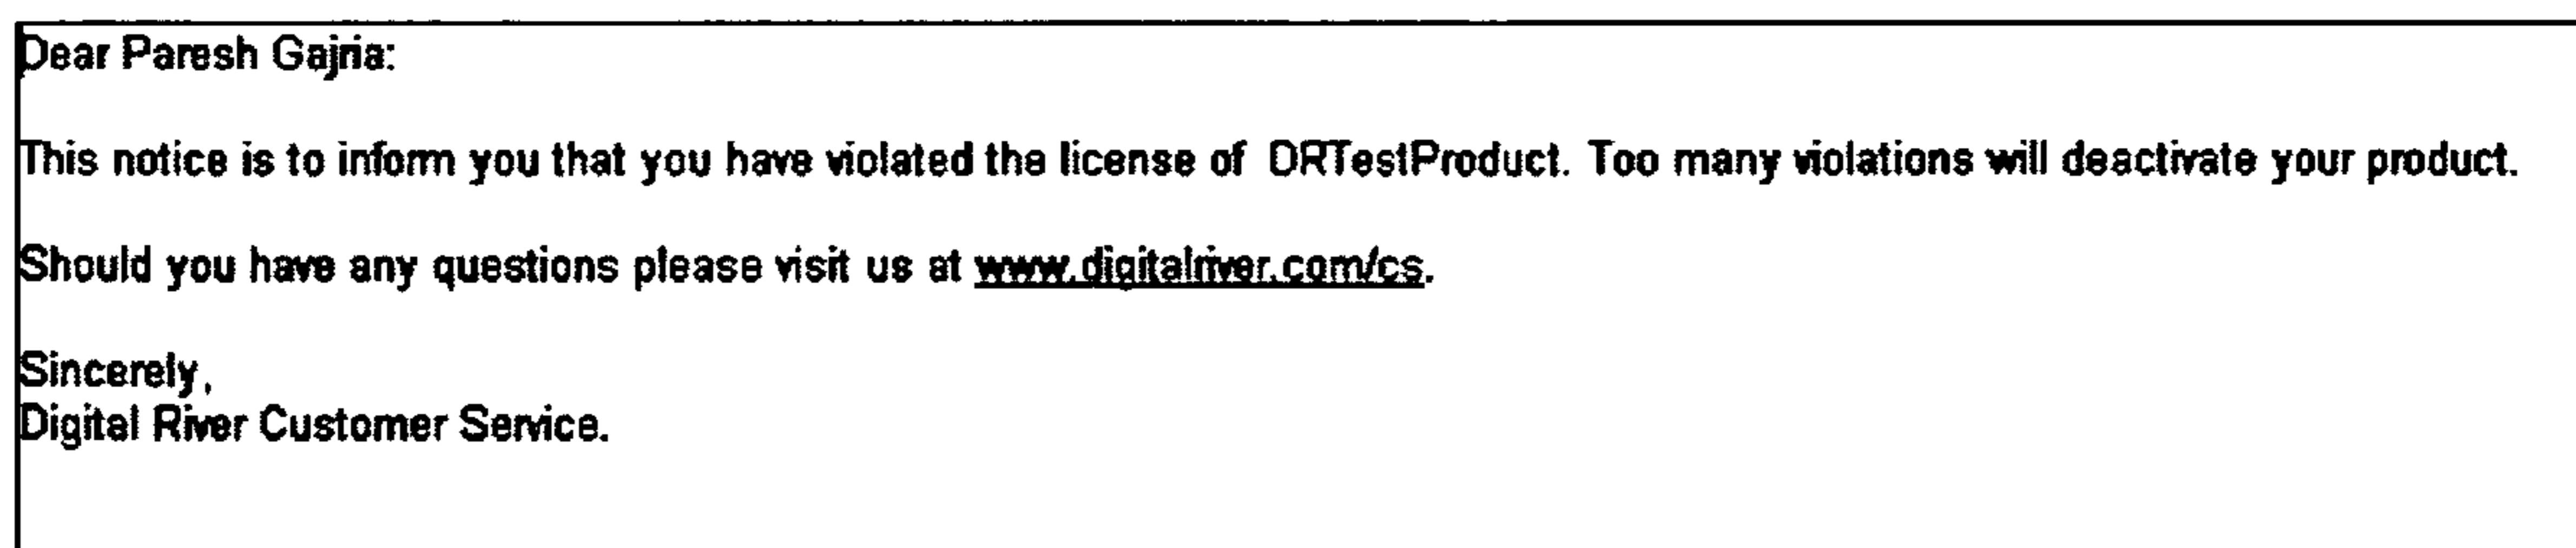 Dear Paresh Gajria:
This notice is to inform you that you have violated the license of DRTestProduct. Too many violations will deactivate your product.
Should you have any questions please visit us at www.digitalriver.com/cs.
Sincerely,
Digital River Customer Service.